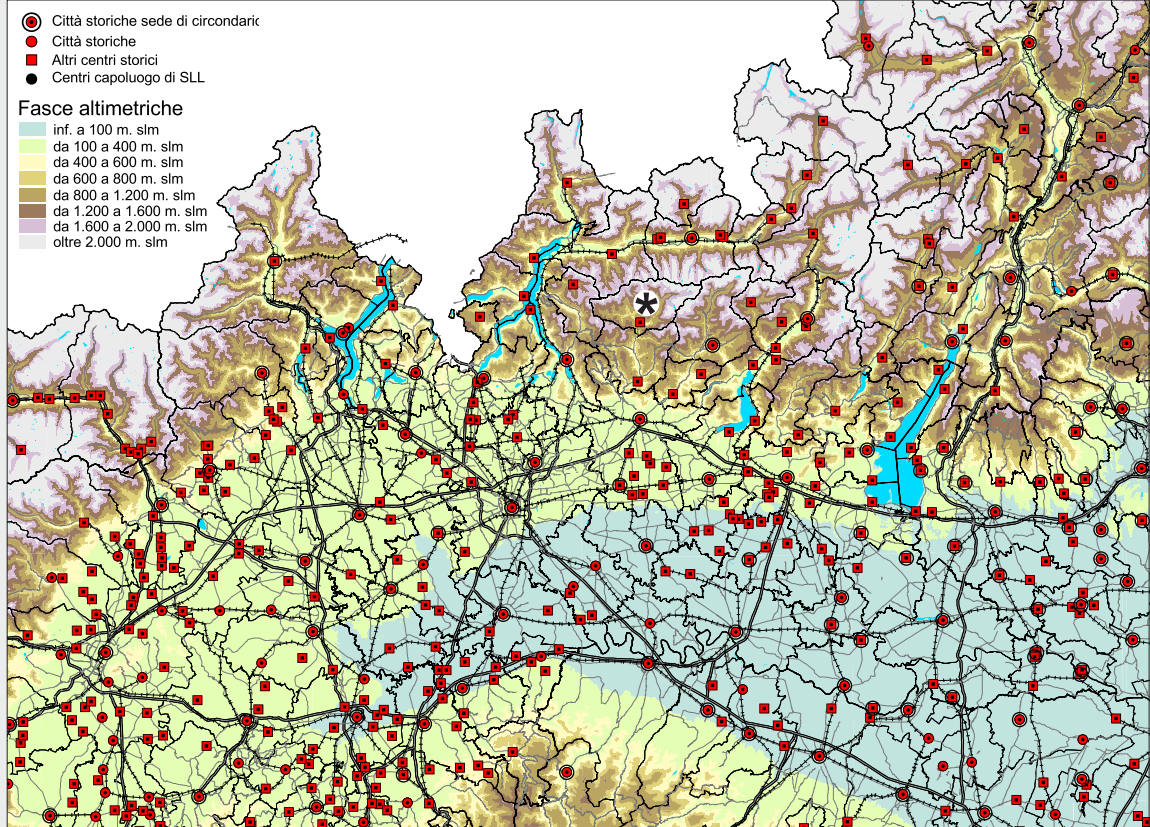 Città storiche sede di circondario
Città storiche
Altri centri storici
Centri capoluogo di SLL
Fasce altimetriche
inf. a 100 m. slm
da 100 a 400 m. slm
da 400 a 600 m. slm
da 600 a 800 m. slm
da 800 a 1.200 m. slm
da 1.200 a 1.600 m. slm
da 1.600 a 2.000 m. slm
oltre 2.000 m. slm
*